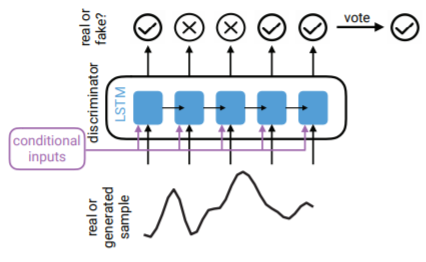 real or
fake?
vote
discriminator
LSTM
conditional
inputs
real or
generated
sample